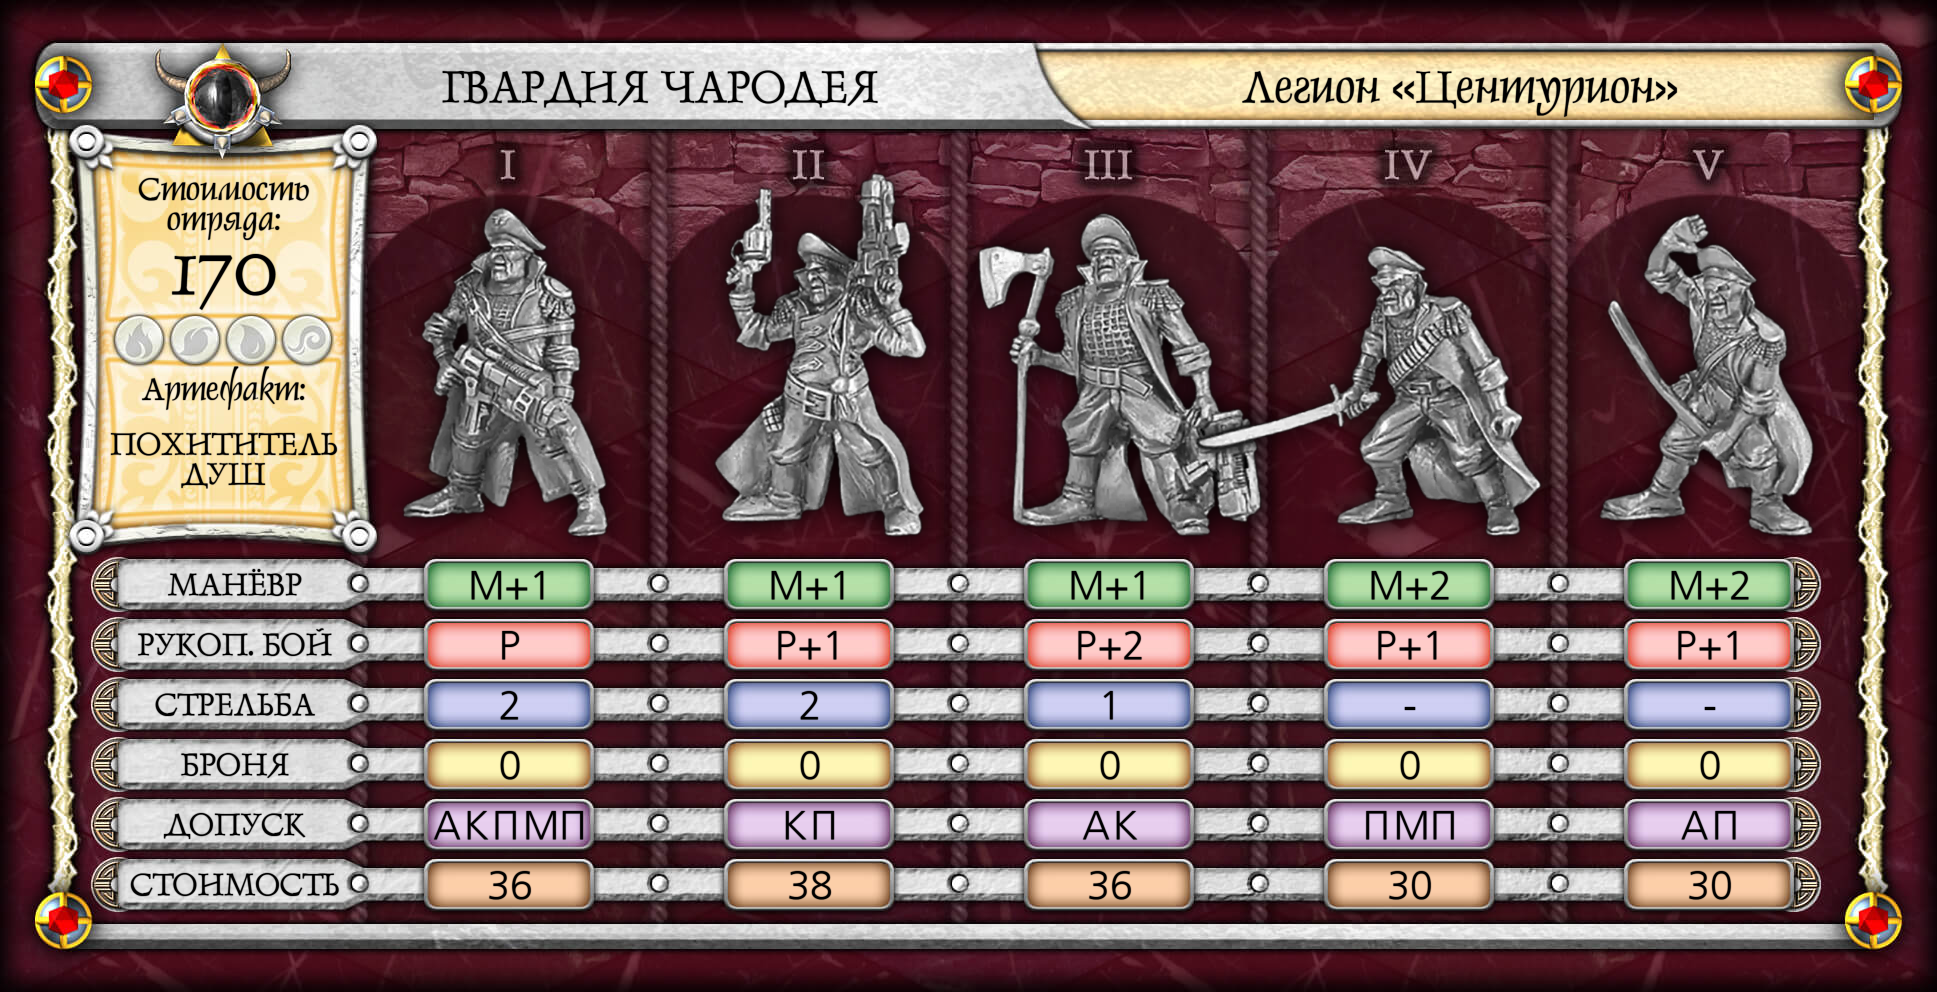 ГВАРДИЯ ЧАРОДЕЯ
Легион «Центурион»
Стоимость
отряда:
170
Артефакт:
ПОХИТИТЕЛЬ
ДУШ
I II III IV V
МАНЁВР М+1 М+1 М+1 М+2 М+2
РУКОП. БОЙ Р Р+1 Р+2 Р+1 Р+1
СТРЕЛЬБА 2 2 1 - -
БРОНЯ 0 0 0 0 0
ДОПУСК АКПМП КП АК ПМП АП
СТОИМОСТЬ 36 38 36 30 30